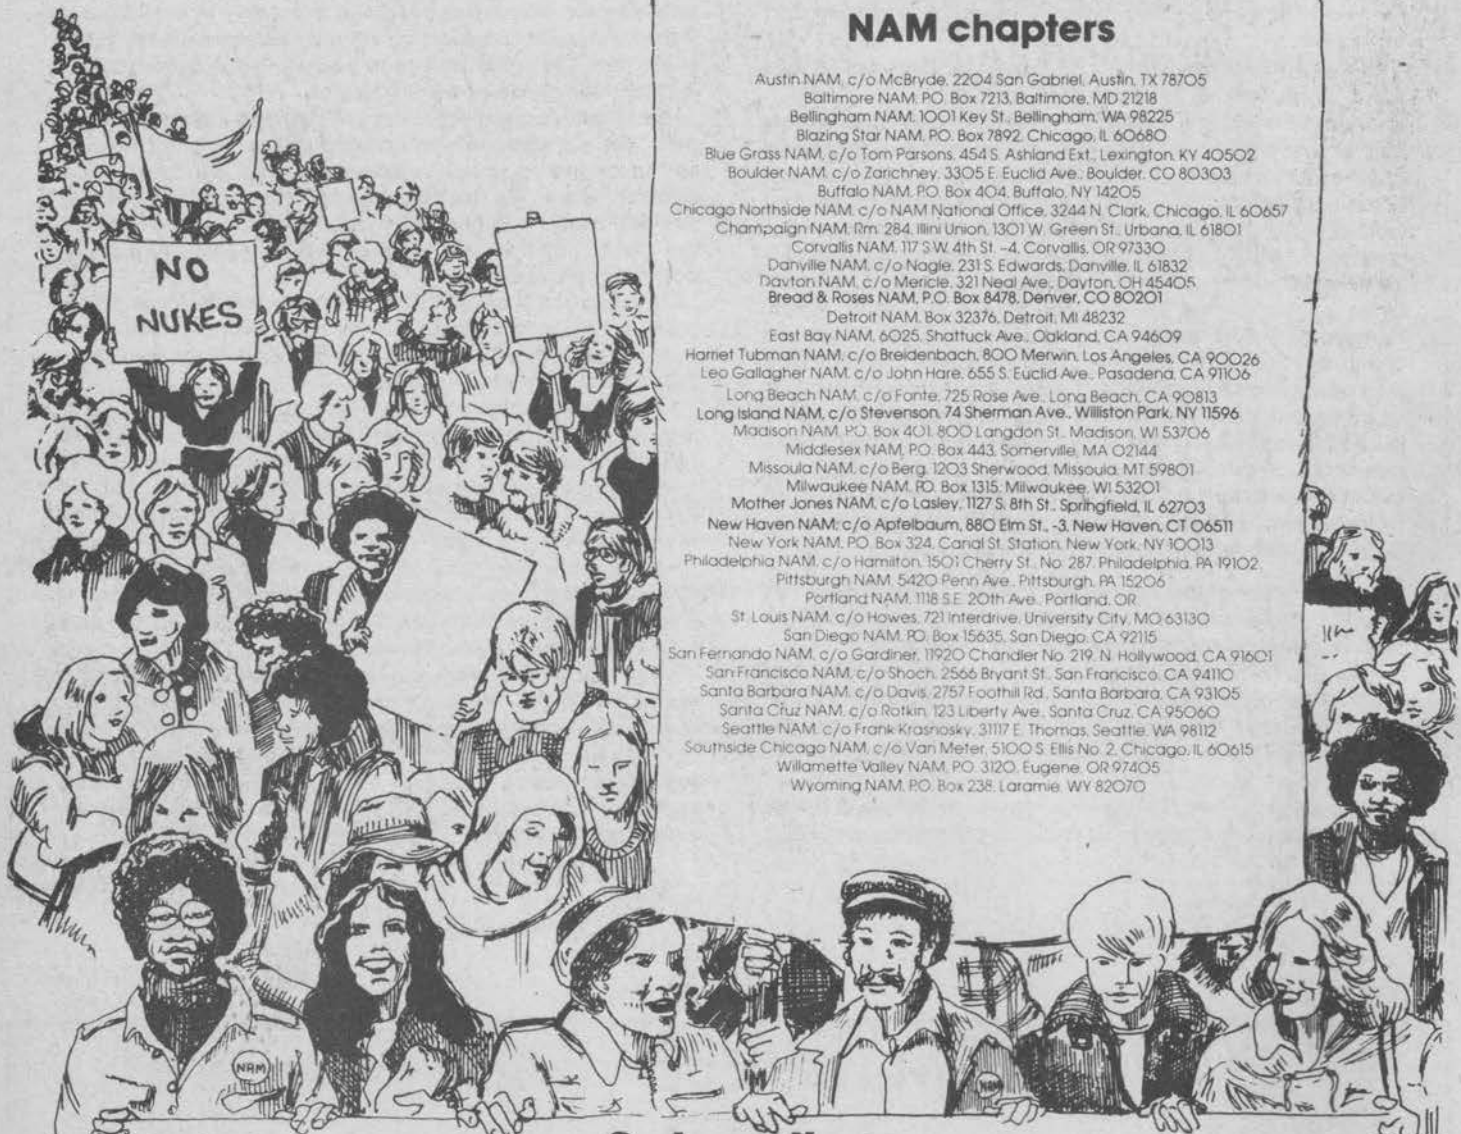 NAM chapters
Austin NAM, c/o McBryde, 2204 San Gabriel, Austin, TX 78705
Baltimore NAM, P.O. Box 7213, Baltimore, MD 21218
Bellingham NAM, 1001 Key St., Bellingham, WA 98225
Blazing Star NAM, P.O. Box 7892, Chicago, IL 60680
Blue Grass NAM, c/o Tom Parsons, 454 S. Ashland Ext., Lexington, KY 40502
Boulder NAM, c/o Zarichney, 3305 E. Euclid Ave., Boulder, CO 80303
Buffalo NAM, P.O. Box 404, Buffalo, NY 14205
Chicago Northside NAM, c/o NAM National Office, 3244 N. Clark, Chicago, IL 60657
Champaign NAM, Rm. 284, Illini Union, 1301 W. Green St., Urbana, IL 61801
Corvallis NAM, 117 S.W. 4th St. -4, Corvallis, OR 97330
Danville NAM, c/o Nagle, 231 S. Edwards, Danville, IL 61832
Dayton NAM, c/o Mericle, 321 Neal Ave., Dayton, OH 45405
Bread & Roses NAM, P.O. Box 8478, Denver, CO 80201
Detroit NAM, Box 32376, Detroit, MI 48232
East Bay NAM, 6025, Shattuck Ave., Oakland, CA 94609
Harriet Tubman NAM, c/o Breidenbach, 800 Merwin, Los Angeles, CA 90026
Leo Gallagher NAM, c/o John Hare, 655 S. Euclid Ave., Pasadena, CA 91106
Long Beach NAM, c/o Fonte, 725 Rose Ave., Long Beach, CA 90813
Long Island NAM, c/o Stevenson, 74 Sherman Ave., Williston Park, NY 11596
Madison NAM, P.O. Box 401, 800 Langdon St., Madison, WI 53706
Middlesex NAM, P.O. Box 443, Somerville, MA 02144
Missoula NAM, c/o Berg, 1203 Sherwood, Missoula, MT 59801
Milwaukee NAM, P.O. Box 1315, Milwaukee, WI 53201
Mother Jones NAM, c/o Lasley, 1127 S. 8th St., Springfield, IL 62703
New Haven NAM, c/o Apfelbaum, 880 Elm St., -3, New Haven, CT 06511
New York NAM, P.O. Box 324, Canal St. Station, New York, NY 10013
Philadelphia NAM, c/o Hamilton, 1501 Cherry St., No. 287, Philadelphia, PA 19102
Pittsburgh NAM, 5420 Penn Ave., Pittsburgh, PA 15206
Portland NAM, 1118 S.E. 20th Ave., Portland, OR
St. Louis NAM, c/o Howes, 721 Interdrive, University City, MO 63130
San Diego NAM, P.O. Box 15635, San Diego, CA 92115
San Fernando NAM, c/o Gardiner, 11920 Chandler No. 219, N. Hollywood, CA 91601
San Francisco NAM, c/o Shoch, 2566 Bryant St., San Francisco, CA 94110
Santa Barbara NAM, c/o Davis, 2757 Foothill Rd., Santa Barbara, CA 93105
Santa Cruz NAM, c/o Rotkin, 123 Liberty Ave., Santa Cruz, CA 95060
Seattle NAM, c/o Frank Krasnosky, 31117 E. Thomas, Seattle, WA 98112
Southside Chicago NAM, c/o Van Meter, 5100 S. Ellis No. 2, Chicago, IL 60615
Willamette Valley NAM, P.O. 3120, Eugene, OR 97405
Wyoming NAM, P.O. Box 238, Laramie, WY 82070
NO
NUKES
NAM
NAM